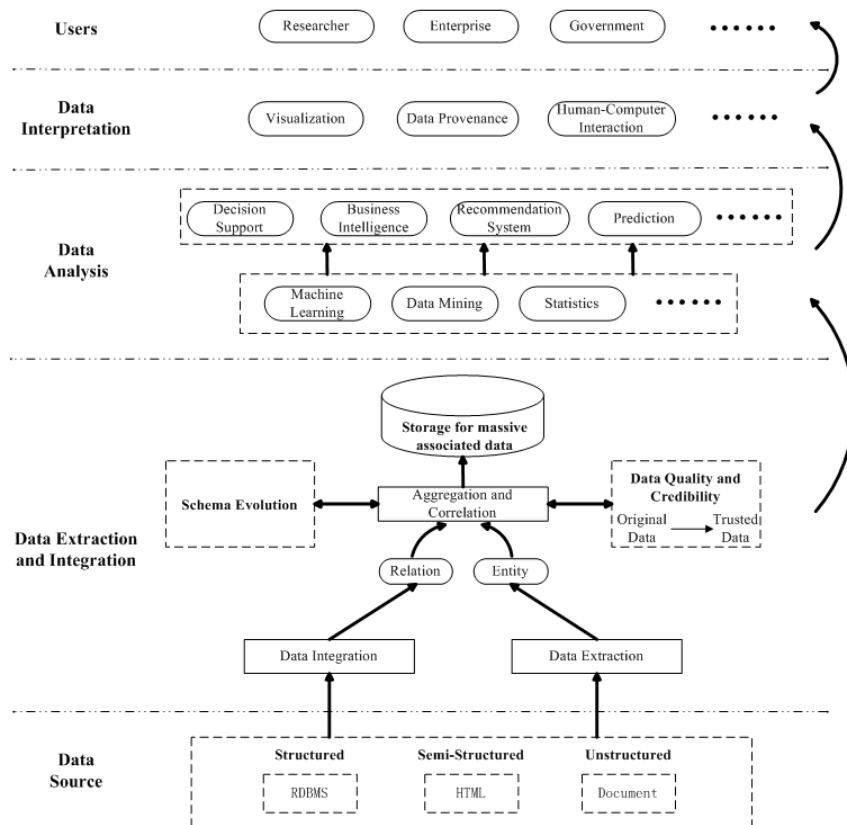 Users
Researcher
Enterprise
Government
Data
Interpretation
Visualization
Data Provenance
Human-Computer
Interaction
Data
Analysis
Decision
Support
Business
Intelligence
Recommendation
System
Prediction
Machine
Learning
Data Mining
Statistics
Data Extraction
and Integration
Storage for massive
associated data
Schema Evolution
Aggregation and
Correlation
Data Quality and
Credibility
Original
Data
Trusted
Data
Relation
Entity
Data Integration
Data Extraction
Data
Source
Structured
Semi-Structured
Unstructured
RDBMS
HTML
Document